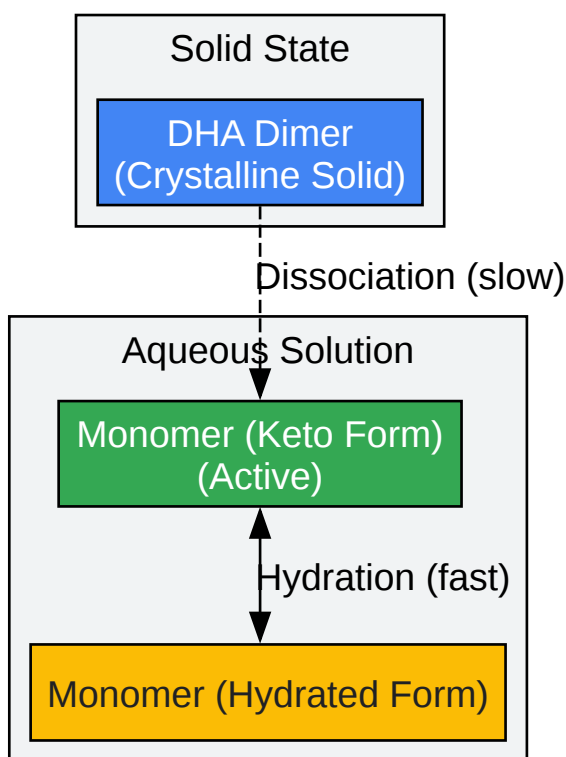 Solid State
DHA Dimer
(Crystalline Solid)
Dissociation (slow)
Aqueous Solution
Monomer (Keto Form)
(Active)
Hydration (fast)
Monomer (Hydrated Form)